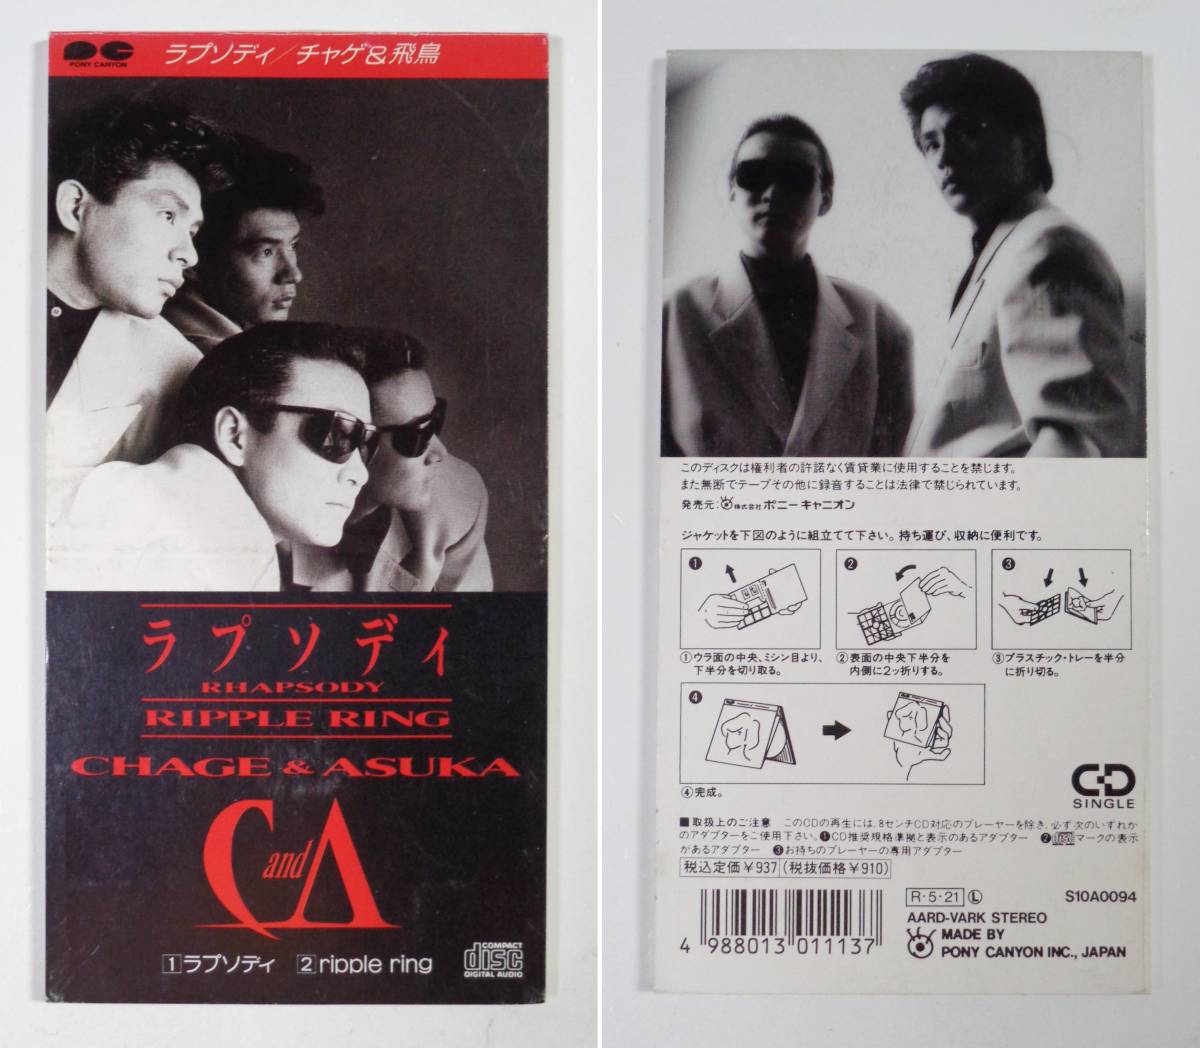 PONY CANYON
ラプソディ/チャゲ&飛鳥
ラプソディ
RHAPSODY
RIPPLE RING
CHAGE & ASUKA
C and A
1 ラプソディ 2 ripple ring
COMPACT
disc
DIGITAL AUDIO
このディスクは権利者の許諾なく賃貸業に使用することを禁じます。
また無断でテープその他に録音することは法律で禁じられています。
発売元:株式会社 ポニーキャニオン
ジャケットを下図のように組立てて下さい。持ち運び、収納に便利です。
❶ ❷ ❸
①ウラ面の中央、ミシン目より、
下半分を切り取る。
②表面の中央下半分を
内側に2ッ折りする。
③プラスチック・トレーを半分
に折り切る。
❹
④完成。
CD
SINGLE
■取扱上のご注意 このCDの再生には、8センチCD対応のプレーヤーを除き、必ず次のいずれか
のアダプターをご使用下さい。❶CD推奨規格準拠と表示のあるアダプター ❷discマークの表示
があるアダプター ❸お持ちのプレーヤーの専用アダプター
税込定価¥937 (税抜価格¥910)
R・5・21 Ⓛ S10A0094
AARD-VARK STEREO
MADE BY
PONY CANYON INC., JAPAN
4 988013 011137